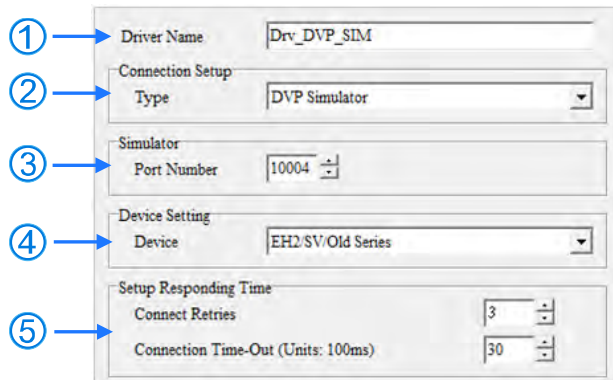 ① Driver Name Drv_DVP_SIM
Connection Setup
② Type DVP Simulator
Simulator
③ Port Number 10004
Device Setting
④ Device EH2/SV/Old Series
Setup Responding Time
Connect Retries 3
⑤
Connection Time-Out (Units: 100ms) 30